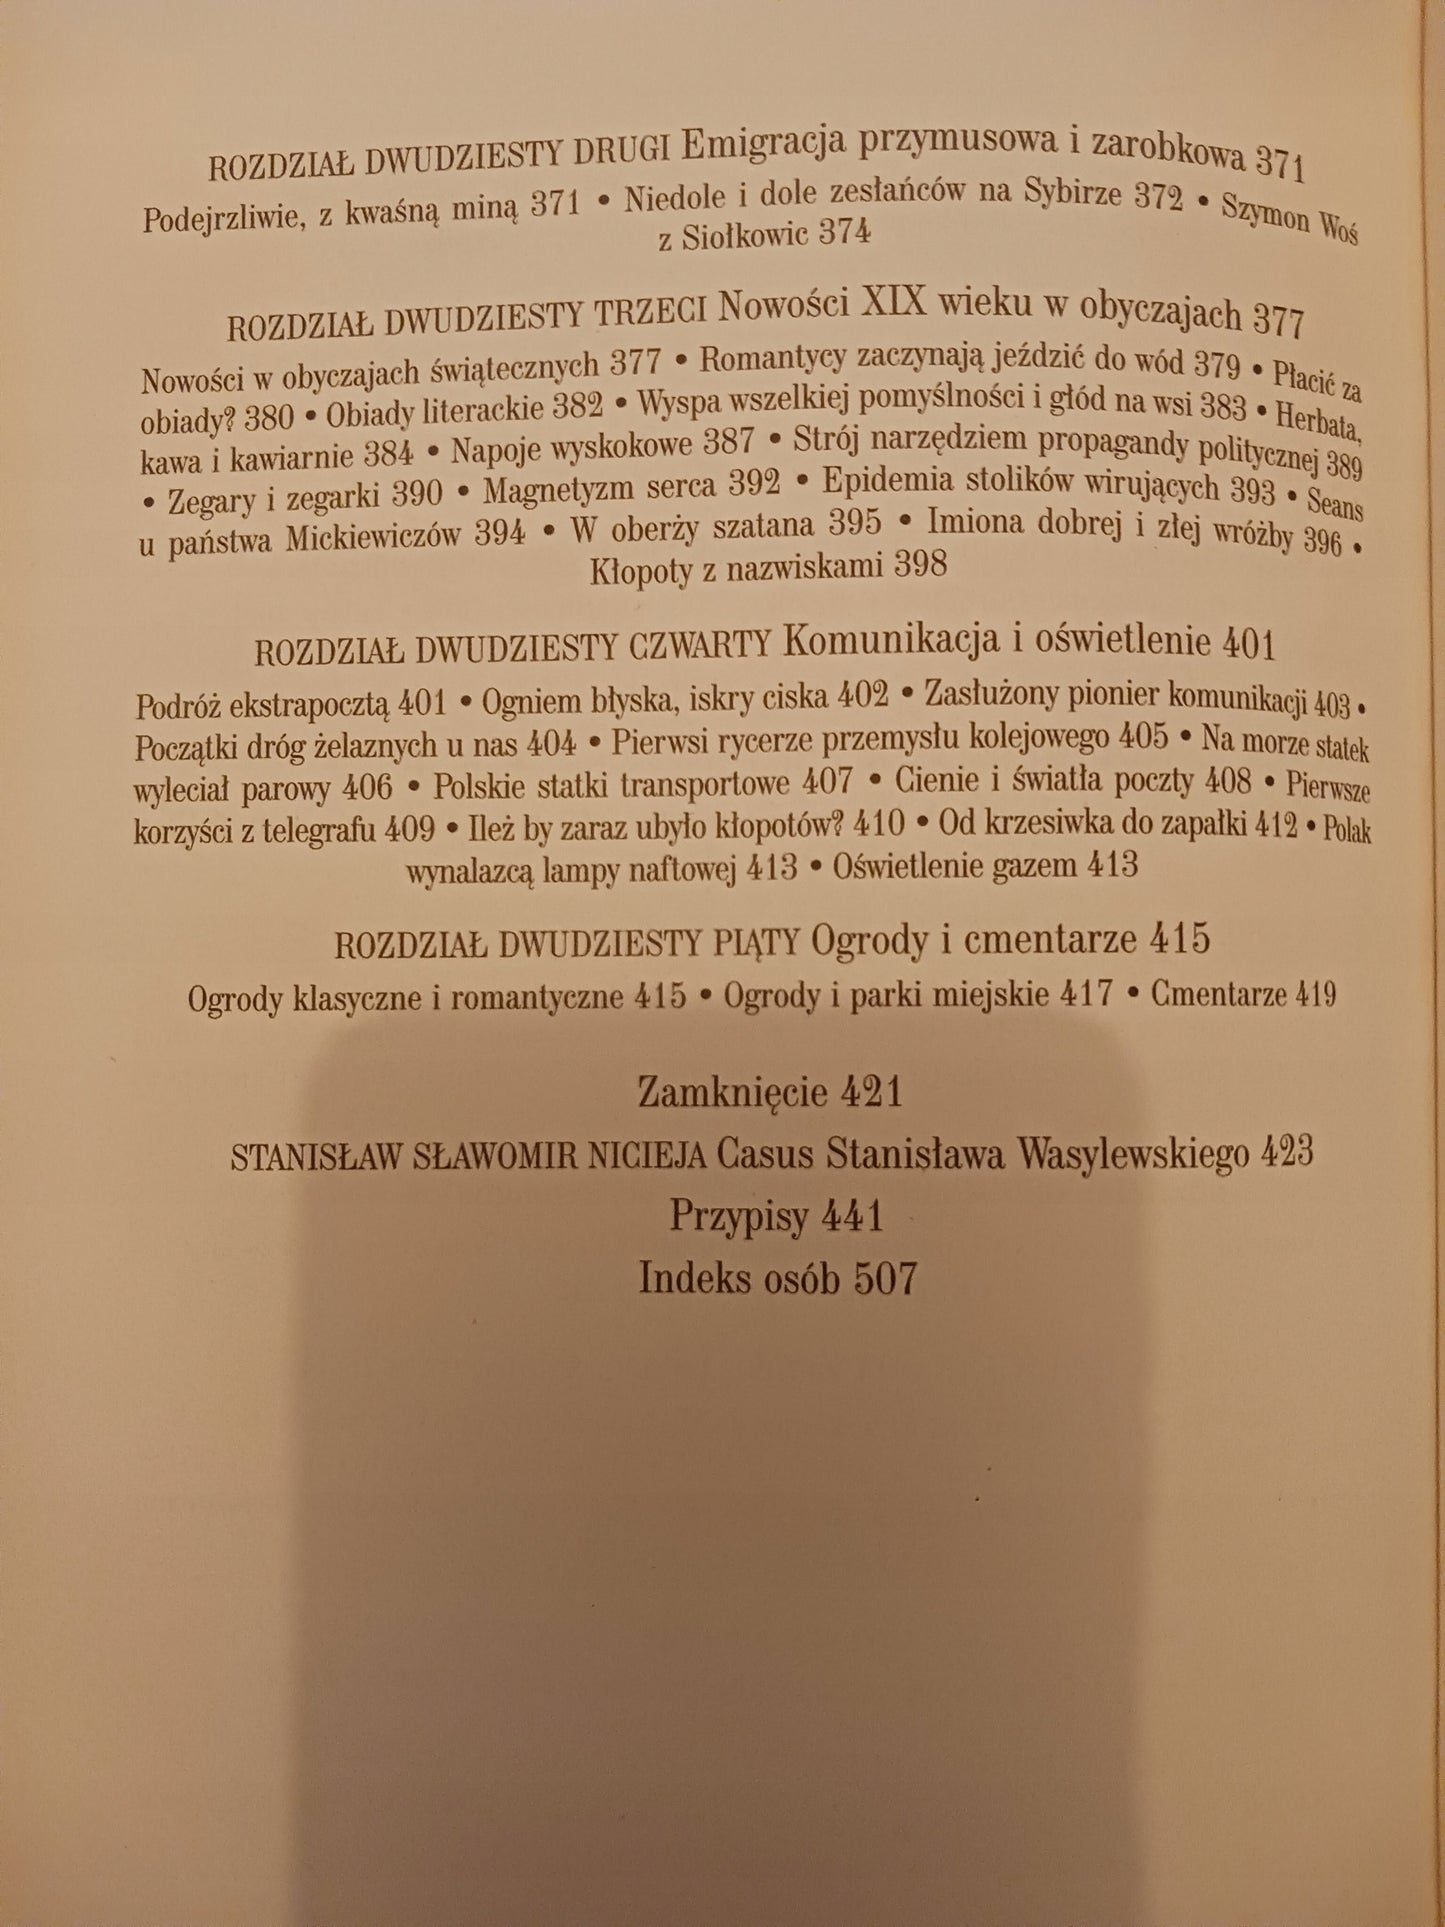 ROZDZIAŁ DWUDZIESTY DRUGI Emigracja przymusowa i zarobkowa 371
Podejrzliwie, z kwaśną miną 371 • Niedole i dole zesłańców na Sybirze 372 • Szymon Woś
z Siołkowic 374
ROZDZIAŁ DWUDZIESTY TRZECI Nowości XIX wieku w obyczajach 377
Nowości w obyczajach świątecznych 377 • Romantycy zaczynają jeździć do wód 379 • Płacić za
obiady? 380 • Obiady literackie 382 • Wyspa wszelkiej pomyślności i głód na wsi 383 • Herbata,
kawa i kawiarnie 384 • Napoje wyskokowe 387 • Strój narzędziem propagandy politycznej 389
• Zegary i zegarki 390 • Magnetyzm serca 392 • Epidemia stolików wirujących 393 • Seans
u państwa Mickiewiczów 394 • W oberży szatana 395 • Imiona dobrej i złej wróżby 396 •
Kłopoty z nazwiskami 398
ROZDZIAŁ DWUDZIESTY CZWARTY Komunikacja i oświetlenie 401
Podróż ekstrapocztą 401 • Ogniem błyska, iskry ciska 402 • Zasłużony pionier komunikacji 403 •
Początki dróg żelaznych u nas 404 • Pierwsi rycerze przemysłu kolejowego 405 • Na morze statek
wyleciał parowy 406 • Polskie statki transportowe 407 • Cienie i światła poczty 408 • Pierwsze
korzyści z telegrafu 409 • Ileż by zaraz ubyło kłopotów? 410 • Od krzesiwka do zapałki 412 • Polak
wynalazcą lampy naftowej 413 • Oświetlenie gazem 413
ROZDZIAŁ DWUDZIESTY PIĄTY Ogrody i cmentarze 415
Ogrody klasyczne i romantyczne 415 • Ogrody i parki miejskie 417 • Cmentarze 419
Zamknięcie 421
STANISŁAW SŁAWOMIR NICIEJA Casus Stanisława Wasylewskiego 423
Przypisy 441
Indeks osób 507